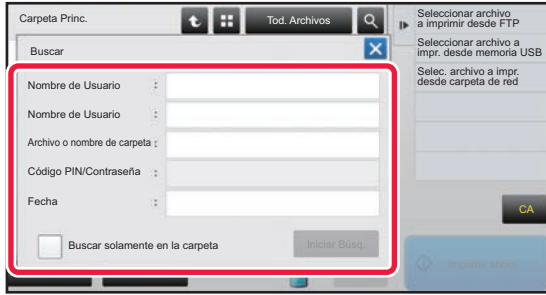 Carpeta Princ.
Tod. Archivos
Buscar
Nombre de Usuario :
Nombre de Usuario :
Archivo o nombre de carpeta :
Código PIN/Contraseña :
Fecha :
Buscar solamente en la carpeta
Iniciar Búsq.
Seleccionar archivo
a imprimir desde FTP
Seleccionar archivo a
impr. desde memoria USB
Selec. archivo a impr.
desde carpeta de red
CA
Imprimir ahora